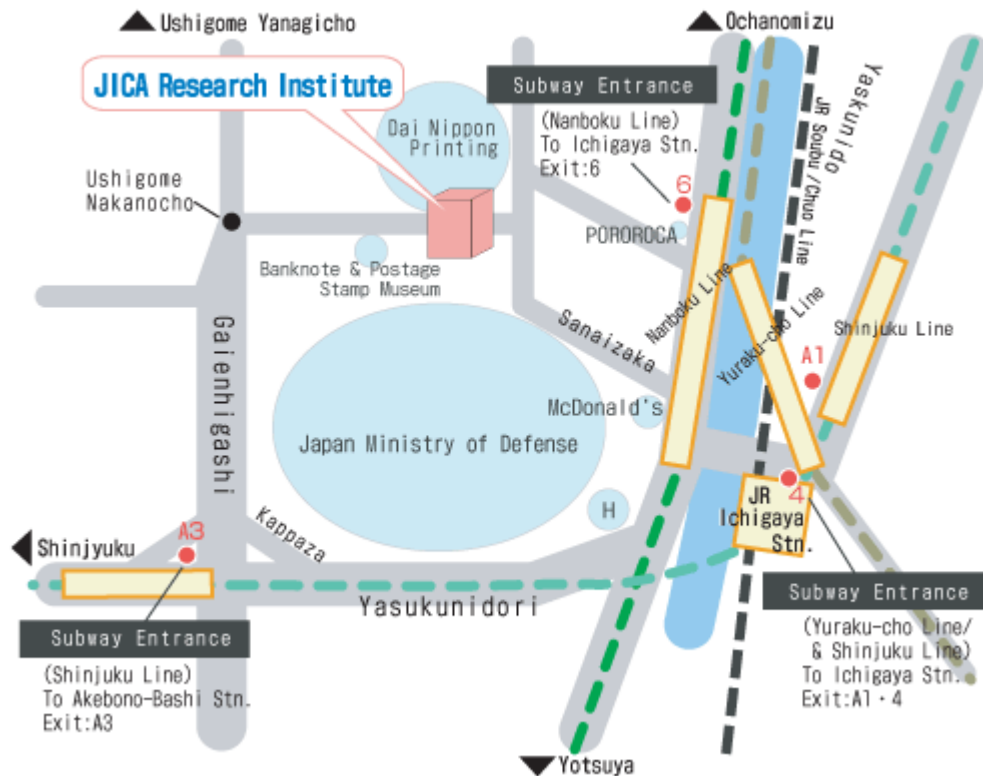 Ushigome Yanagicho
Ochanomizu
JICA Research Institute
Subway Entrance
(Nanboku Line)
To Ichigaya Stn.
Exit:6
Dai Nippon
Printing
Yaskunido
JR Soubu/Chuo Line
Ushigome
Nakanocho
6
POROROCA
Banknote & Postage
Stamp Museum
Nanboku Line
Yuraku-cho Line
Shinjuku Line
Sanaizaka
A1
Gaienhigashi
McDonald's
Japan Ministry of Defense
JR
Ichigaya
Stn.
4
H
Kappaza
A3
Shinjyuku
Yasukunidori
Subway Entrance
(Shinjuku Line)
To Akebono-Bashi Stn.
Exit:A3
Subway Entrance
(Yuraku-cho Line/
& Shinjuku Line)
To Ichigaya Stn.
Exit:A1・4
Yotsuya